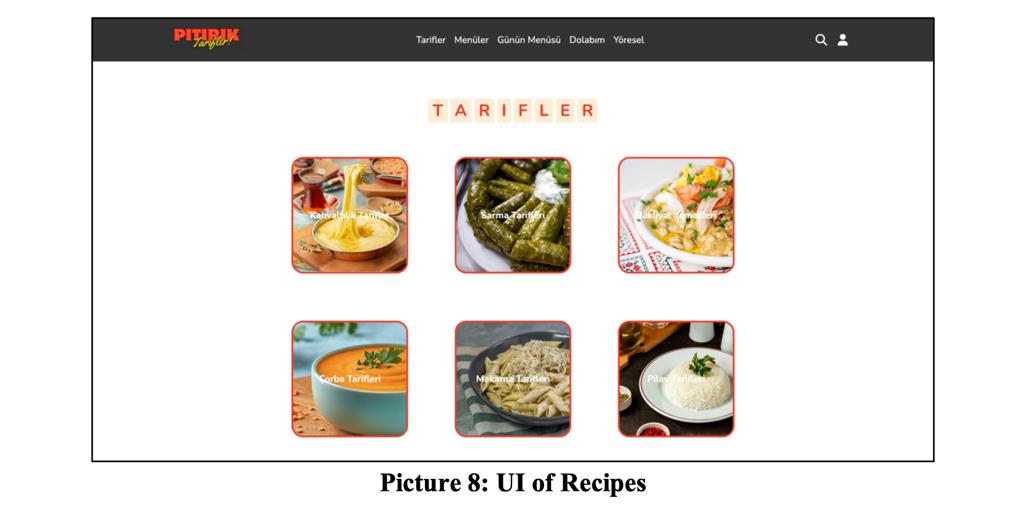 PITIRIK
Tarifler!
Tarifler Menüler Günün Menüsü Dolabım Yöresel
TARIFLER
Kahvaltılık Tarifler
Sarma Tarifleri
Bakliyat Yemekleri
Çorba Tarifleri
Makarna Tarifleri
Pilav Tarifleri
Picture 8: UI of Recipes